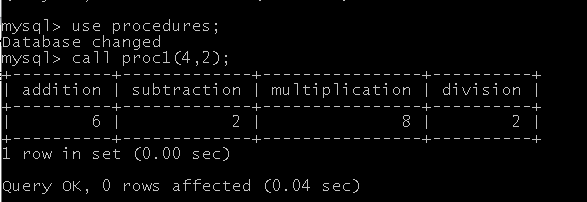 mysql> use procedures;
Database changed
mysql> call proc1(4,2);
+----------+-------------+----------------+----------+
| addition | subtraction | multiplication | division |
+----------+-------------+----------------+----------+
|        6 |           2 |              8 |        2 |
+----------+-------------+----------------+----------+
1 row in set (0.00 sec)
Query OK, 0 rows affected (0.04 sec)